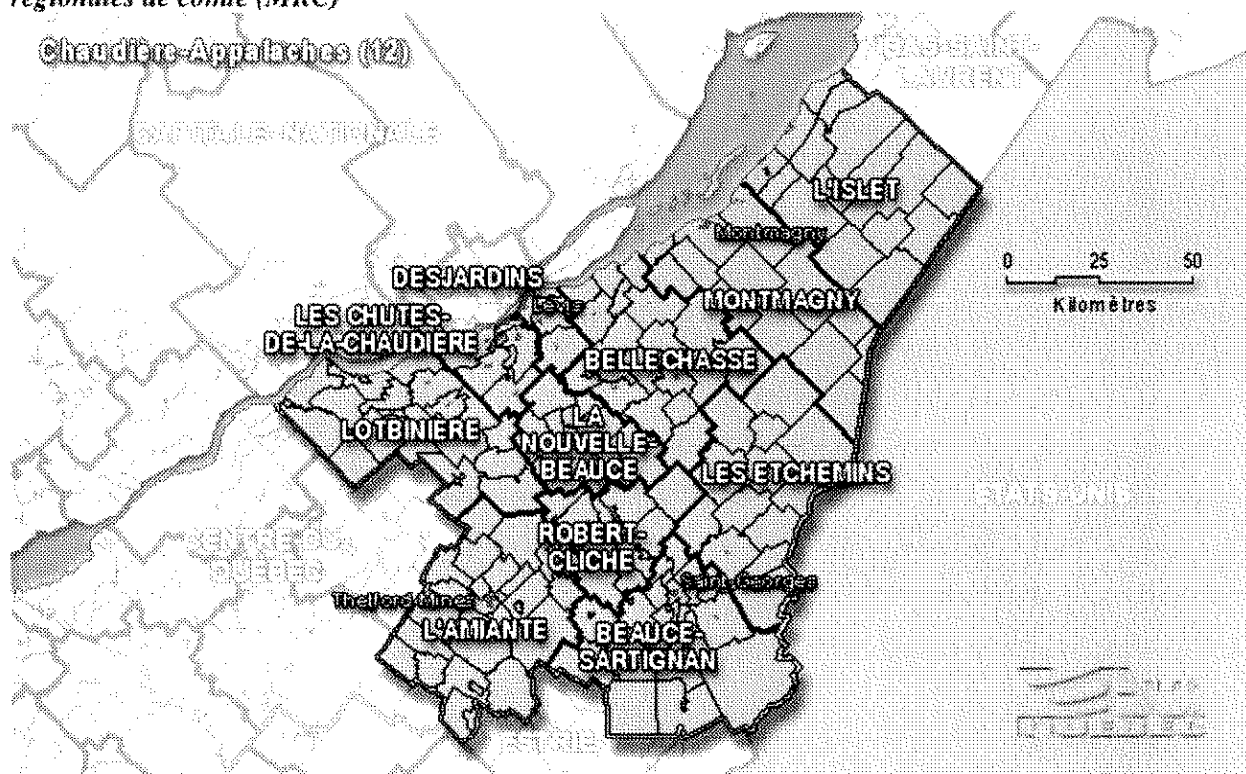 régionales de comté (MRC)
Chaudière-Appalaches (12)
BAS-SAINT-
LAURENT
CAPITALE-NATIONALE
L'ISLET
Montmagny
0 25 50
Kilomètres
DESJARDINS
Lévis
MONTMAGNY
LES CHUTES-
DE-LA-CHAUDIÈRE
BELLECHASSE
LOTBINIÈRE
LA
NOUVELLE-
BEAUCE
LES ETCHEMINS
CENTRE-DU-
QUÉBEC
ROBERT-
CLICHE
Saint-Georges
Thetford-Mines
L'AMIANTE
BEAUCE-
SARTIGNAN
ESTRIE